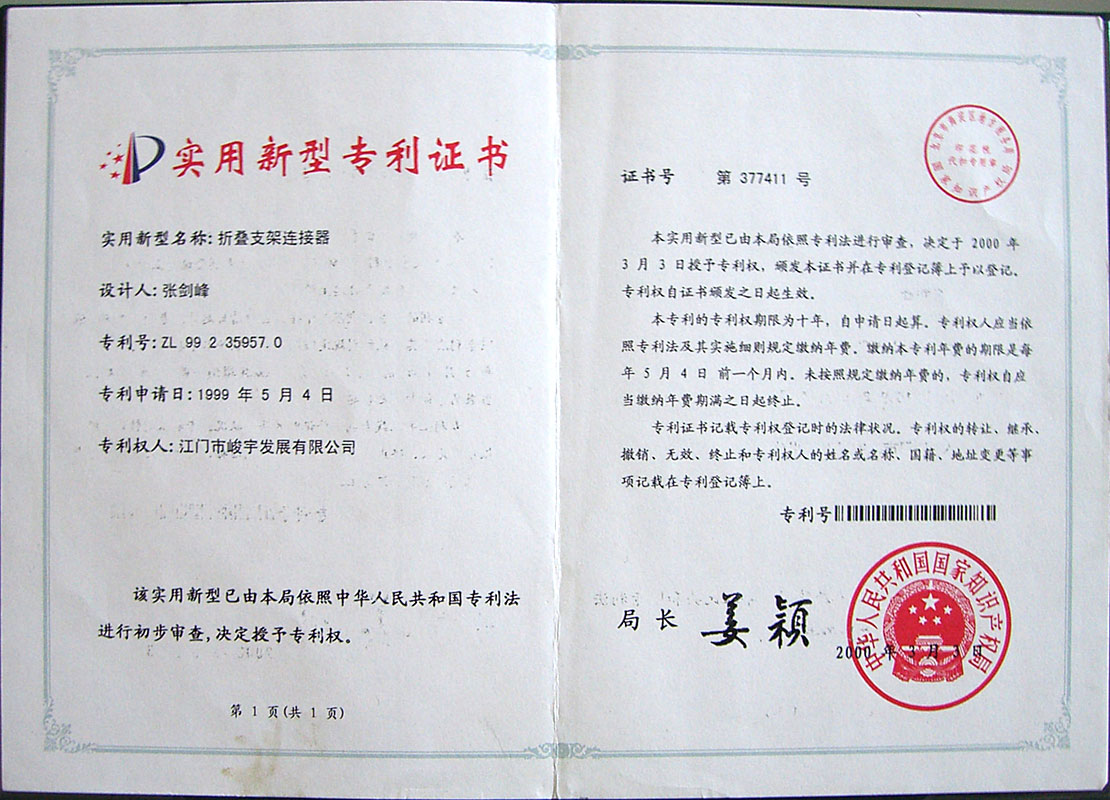 实用新型专利证书
实用新型名称:折叠支架连接器
设计人:张剑峰
专利号:ZL 99 2 35957.0
专利申请日:1999 年 5 月 4 日
专利权人:江门市峻宇发展有限公司
该实用新型已由本局依照中华人民共和国专利法
进行初步审查,决定授予专利权。
第 1 页(共 1 页)
证书号 第 377411 号
国家知识产权局
印花税
代扣专用章
本实用新型已由本局依照专利法进行审查,决定于 2000 年
3 月 3 日授予专利权,颁发本证书并在专利登记簿上予以登记。
专利权自证书颁发之日起生效。
本专利的专利权期限为十年,自申请日起算。专利权人应当依
照专利法及其实施细则规定缴纳年费。缴纳本专利年费的期限是每
年 5 月 4 日 前一个月内。未按照规定缴纳年费的,专利权自应
当缴纳年费期满之日起终止。
专利证书记载专利权登记时的法律状况。专利权的转让、继承、
撤销、无效、终止和专利权人的姓名或名称、国籍、地址变更等事
项记载在专利登记簿上。
专利号
局长 姜颖
中华人民共和国国家知识产权局
2000 年 3 月 3 日